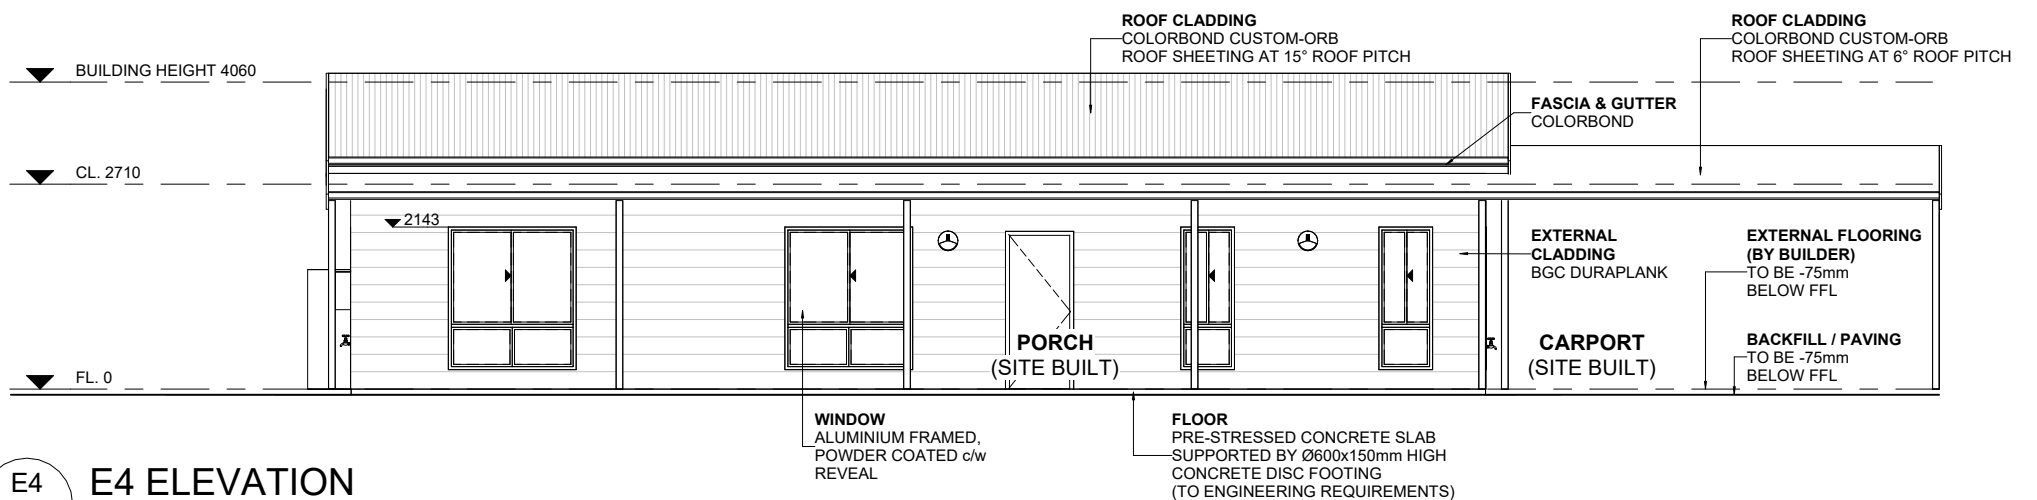 ROOF CLADDING
COLORBOND CUSTOM-ORB
ROOF SHEETING AT 15° ROOF PITCH
ROOF CLADDING
COLORBOND CUSTOM-ORB
ROOF SHEETING AT 6° ROOF PITCH
BUILDING HEIGHT 4060
FASCIA & GUTTER
COLORBOND
CL. 2710
2143
EXTERNAL
CLADDING
BGC DURAPLANK
EXTERNAL FLOORING
(BY BUILDER)
TO BE -75mm
BELOW FFL
PORCH
(SITE BUILT)
CARPORT
(SITE BUILT)
BACKFILL / PAVING
TO BE -75mm
BELOW FFL
FL. 0
WINDOW
ALUMINIUM FRAMED,
POWDER COATED c/w
REVEAL
FLOOR
PRE-STRESSED CONCRETE SLAB
SUPPORTED BY Ø600x150mm HIGH
CONCRETE DISC FOOTING
(TO ENGINEERING REQUIREMENTS)
E4
E4 ELEVATION